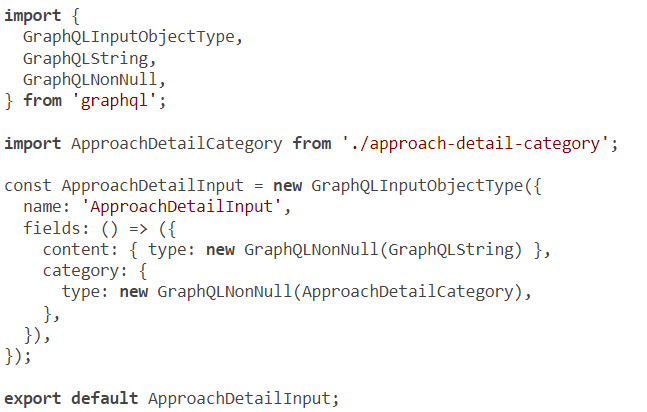 import {
  GraphQLInputObjectType,
  GraphQLString,
  GraphQLNonNull,
} from 'graphql';

import ApproachDetailCategory from './approach-detail-category';

const ApproachDetailInput = new GraphQLInputObjectType({
  name: 'ApproachDetailInput',
  fields: () => ({
    content: { type: new GraphQLNonNull(GraphQLString) },
    category: {
      type: new GraphQLNonNull(ApproachDetailCategory),
    },
  }),
});

export default ApproachDetailInput;